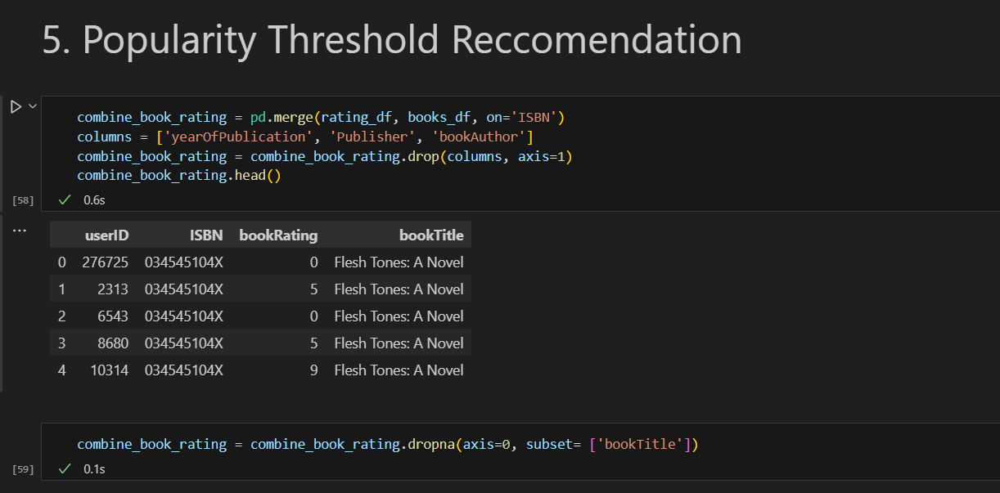 5. Popularity Threshold Reccomendation
combine_book_rating = pd.merge(rating_df, books_df, on='ISBN')
columns = ['yearOfPublication', 'Publisher', 'bookAuthor']
combine_book_rating = combine_book_rating.drop(columns, axis=1)
combine_book_rating.head()
[58] ✓ 0.6s
...
userID ISBN bookRating bookTitle
0 276725 034545104X 0 Flesh Tones: A Novel
1 2313 034545104X 5 Flesh Tones: A Novel
2 6543 034545104X 0 Flesh Tones: A Novel
3 8680 034545104X 5 Flesh Tones: A Novel
4 10314 034545104X 9 Flesh Tones: A Novel
combine_book_rating = combine_book_rating.dropna(axis=0, subset= ['bookTitle'])
[59] ✓ 0.1s